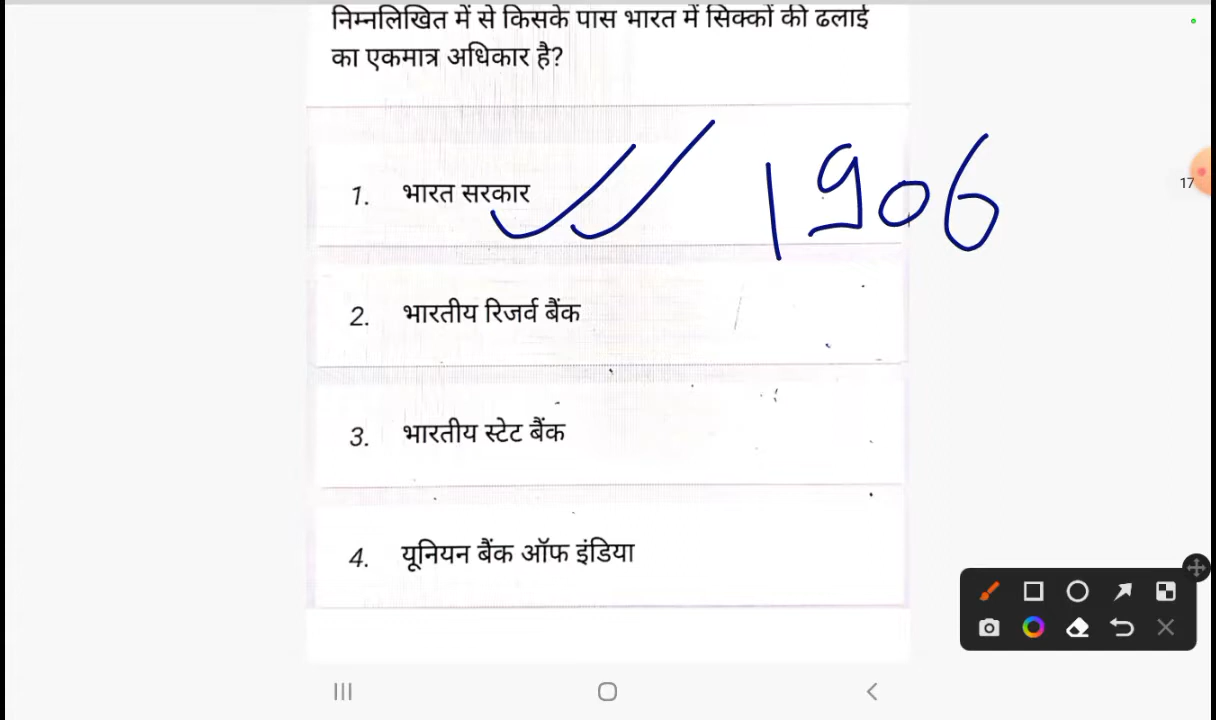 निम्नलिखित में से किसके पास भारत में सिक्कों की ढलाई
का एकमात्र अधिकार है?
1. भारत सरकार
1906
2. भारतीय रिजर्व बैंक
3. भारतीय स्टेट बैंक
4. यूनियन बैंक ऑफ इंडिया
17